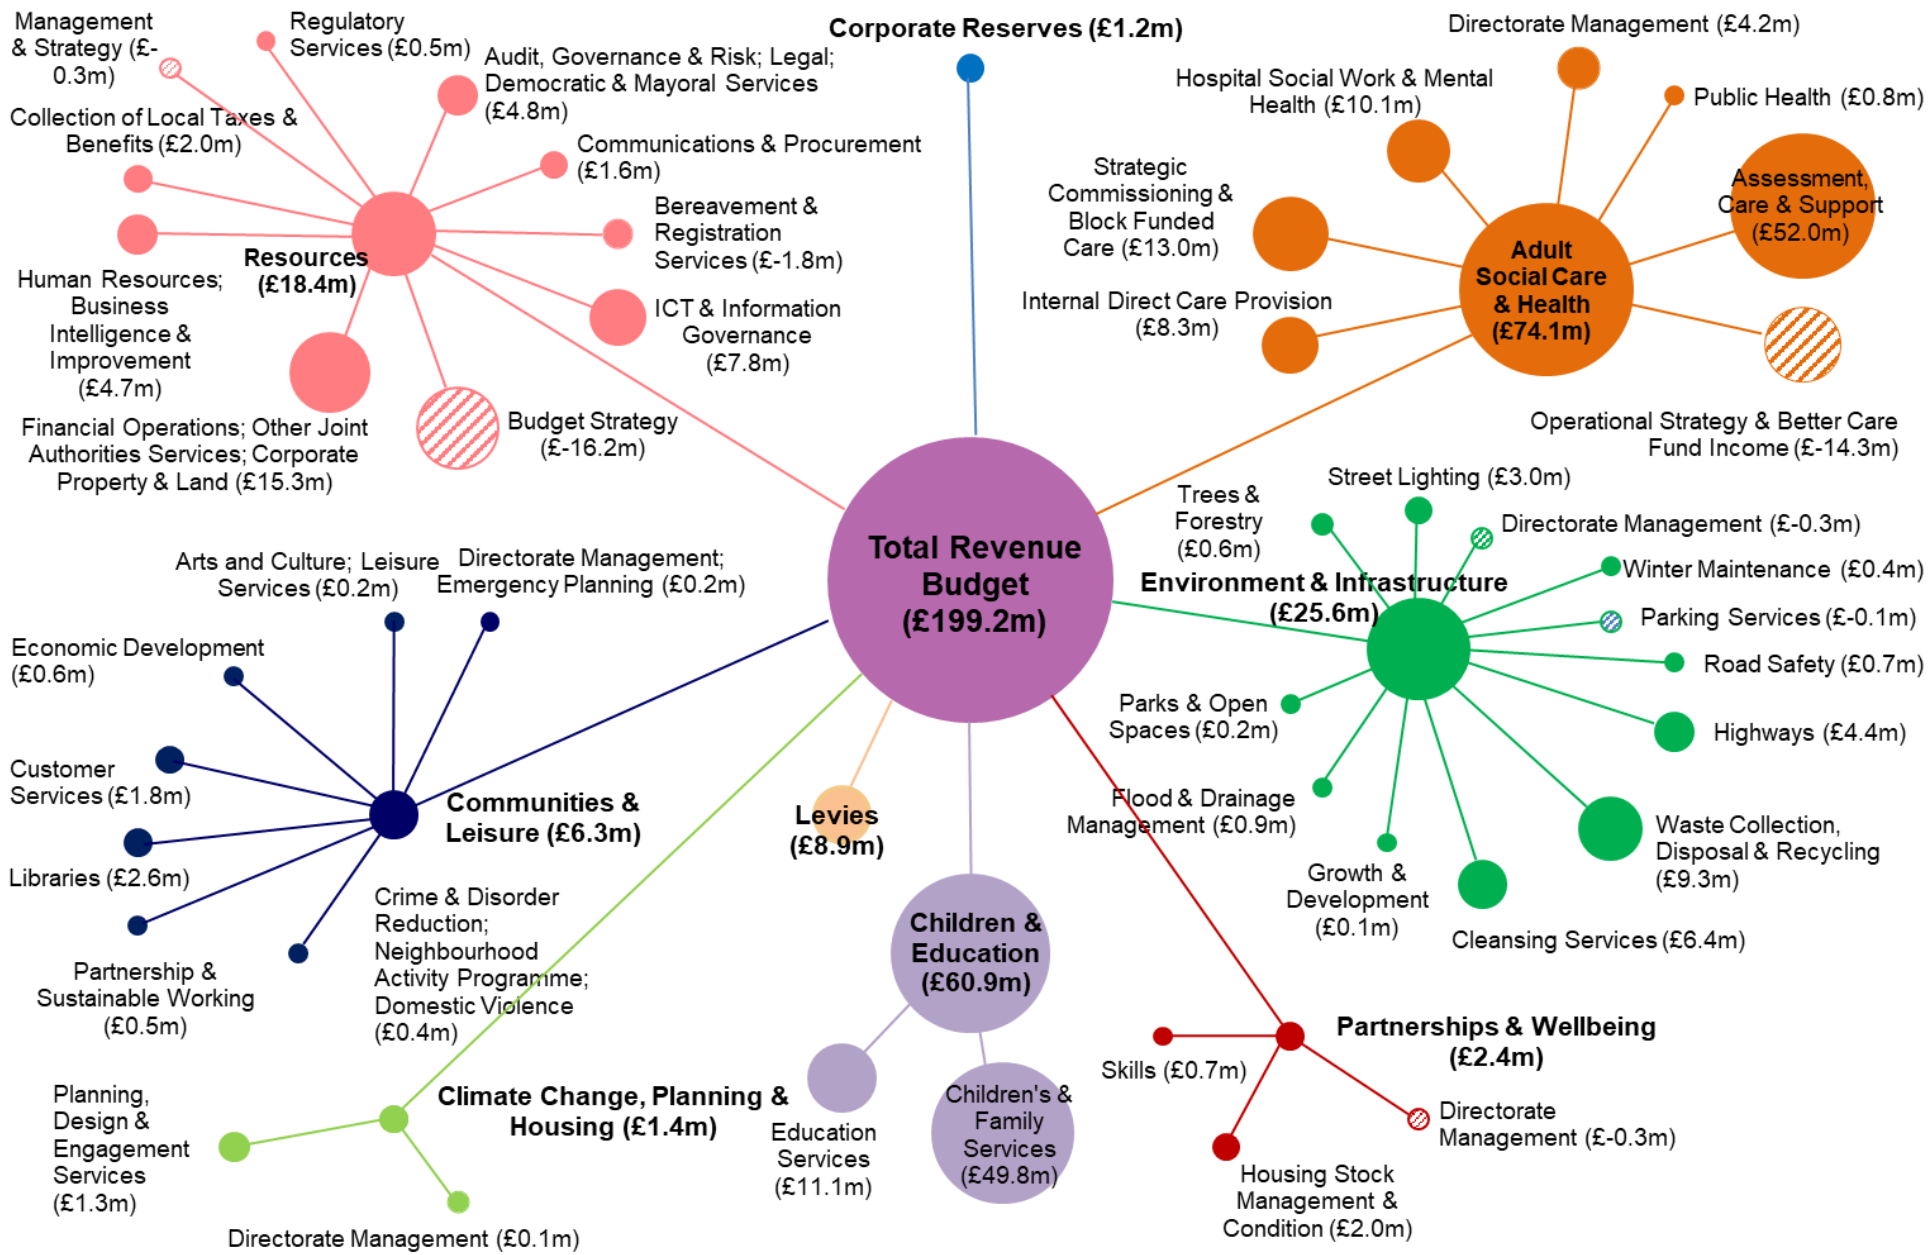 Management
& Strategy (£-
0.3m)
Regulatory
Services (£0.5m)
Audit, Governance & Risk; Legal;
Democratic & Mayoral Services
(£4.8m)
Collection of Local Taxes &
Benefits (£2.0m)
Communications & Procurement
(£1.6m)
Bereavement &
Registration
Services (£-1.8m)
Resources
(£18.4m)
Human Resources;
Business
Intelligence &
Improvement
(£4.7m)
ICT & Information
Governance
(£7.8m)
Financial Operations; Other Joint
Authorities Services; Corporate
Property & Land (£15.3m)
Budget Strategy
(£-16.2m)
Corporate Reserves (£1.2m)
Directorate Management (£4.2m)
Hospital Social Work & Mental
Health (£10.1m)
Public Health (£0.8m)
Strategic
Commissioning &
Block Funded
Care (£13.0m)
Assessment,
Care & Support
(£52.0m)
Adult
Social Care
& Health
(£74.1m)
Internal Direct Care Provision
(£8.3m)
Operational Strategy & Better Care
Fund Income (£-14.3m)
Total Revenue
Budget
(£199.2m)
Trees &
Forestry
(£0.6m)
Street Lighting (£3.0m)
Directorate Management (£-0.3m)
Winter Maintenance (£0.4m)
Environment & Infrastructure
(£25.6m)
Parking Services (£-0.1m)
Road Safety (£0.7m)
Parks & Open
Spaces (£0.2m)
Highways (£4.4m)
Flood & Drainage
Management (£0.9m)
Waste Collection,
Disposal & Recycling
(£9.3m)
Growth &
Development
(£0.1m)
Cleansing Services (£6.4m)
Arts and Culture; Leisure
Services (£0.2m)
Directorate Management;
Emergency Planning (£0.2m)
Economic Development
(£0.6m)
Customer
Services (£1.8m)
Communities &
Leisure (£6.3m)
Libraries (£2.6m)
Crime & Disorder
Reduction;
Neighbourhood
Activity Programme;
Domestic Violence
(£0.4m)
Partnership &
Sustainable Working
(£0.5m)
Levies
(£8.9m)
Children &
Education
(£60.9m)
Education
Services
(£11.1m)
Children's &
Family
Services
(£49.8m)
Climate Change, Planning &
Housing (£1.4m)
Planning,
Design &
Engagement
Services
(£1.3m)
Directorate Management (£0.1m)
Partnerships & Wellbeing
(£2.4m)
Skills (£0.7m)
Directorate
Management (£-0.3m)
Housing Stock
Management &
Condition (£2.0m)